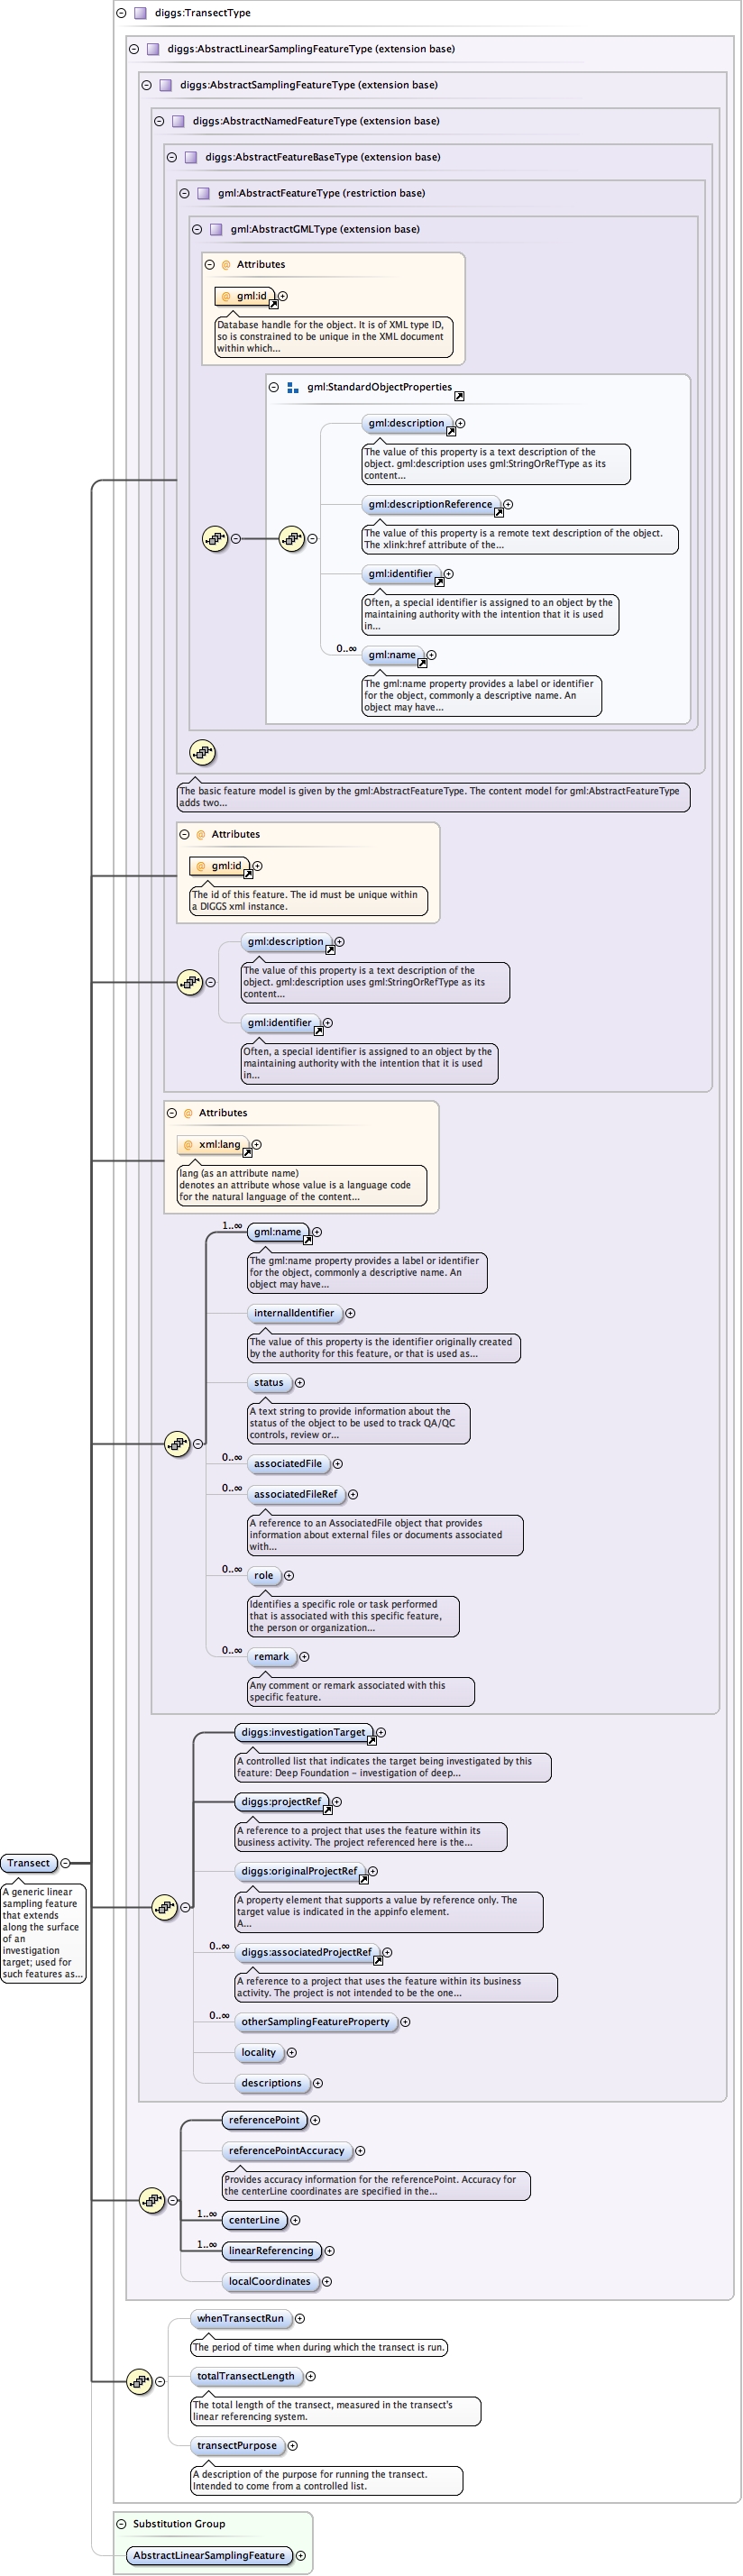 diggs:TransectType
diggs:AbstractLinearSamplingFeatureType (extension base)
diggs:AbstractSamplingFeatureType (extension base)
diggs:AbstractNamedFeatureType (extension base)
diggs:AbstractFeatureBaseType (extension base)
gml:AbstractFeatureType (restriction base)
gml:AbstractGMLType (extension base)
@ Attributes
@ gml:id
Database handle for the object. It is of XML type ID,
so is constrained to be unique in the XML document
within which...
gml:StandardObjectProperties
gml:description
The value of this property is a text description of the
object. gml:description uses gml:StringOrRefType as its
content...
gml:descriptionReference
The value of this property is a remote text description of the object.
The xlink:href attribute of the...
gml:identifier
Often, a special identifier is assigned to an object by the
maintaining authority with the intention that it is used
in...
0..∞
gml:name
The gml:name property provides a label or identifier
for the object, commonly a descriptive name. An
object may have...
The basic feature model is given by the gml:AbstractFeatureType. The content model for gml:AbstractFeatureType
adds two...
@ Attributes
@ gml:id
The id of this feature. The id must be unique within
a DIGGS xml instance.
gml:description
The value of this property is a text description of the
object. gml:description uses gml:StringOrRefType as its
content...
gml:identifier
Often, a special identifier is assigned to an object by the
maintaining authority with the intention that it is used
in...
@ Attributes
@ xml:lang
lang (as an attribute name)
denotes an attribute whose value is a language code
for the natural language of the content...
1..∞
gml:name
The gml:name property provides a label or identifier
for the object, commonly a descriptive name. An
object may have...
internalIdentifier
The value of this property is the identifier originally created
by the authority for this feature, or that is used as...
status
A text string to provide information about the
status of the object to be used to track QA/QC
controls, review or...
0..∞
associatedFile
0..∞
associatedFileRef
A reference to an AssociatedFile object that provides
information about external files or documents associated
with...
0..∞
role
Identifies a specific role or task performed
that is associated with this specific feature,
the person or organization...
0..∞
remark
Any comment or remark associated with this
specific feature.
diggs:investigationTarget
A controlled list that indicates the target being investigated by this
feature: Deep Foundation – investigation of deep...
diggs:projectRef
A reference to a project that uses the feature within its
business activity. The project referenced here is the...
Transect
A generic linear
sampling feature
that extends
along the surface
of an
investigation
target; used for
such features as...
diggs:originalProjectRef
A property element that supports a value by reference only. The
target value is indicated in the appinfo element.
A...
0..∞
diggs:associatedProjectRef
A reference to a project that uses the feature within its business
activity. The project is not intended to be the one...
0..∞
otherSamplingFeatureProperty
locality
descriptions
referencePoint
referencePointAccuracy
Provides accuracy information for the referencePoint. Accuracy for
the centerLine coordinates are specified in the...
1..∞
centerLine
1..∞
linearReferencing
localCoordinates
whenTransectRun
The period of time when during which the transect is run.
totalTransectLength
The total length of the transect, measured in the transect's
linear referencing system.
transectPurpose
A description of the purpose for running the transect.
Intended to come from a controlled list.
Substitution Group
AbstractLinearSamplingFeature